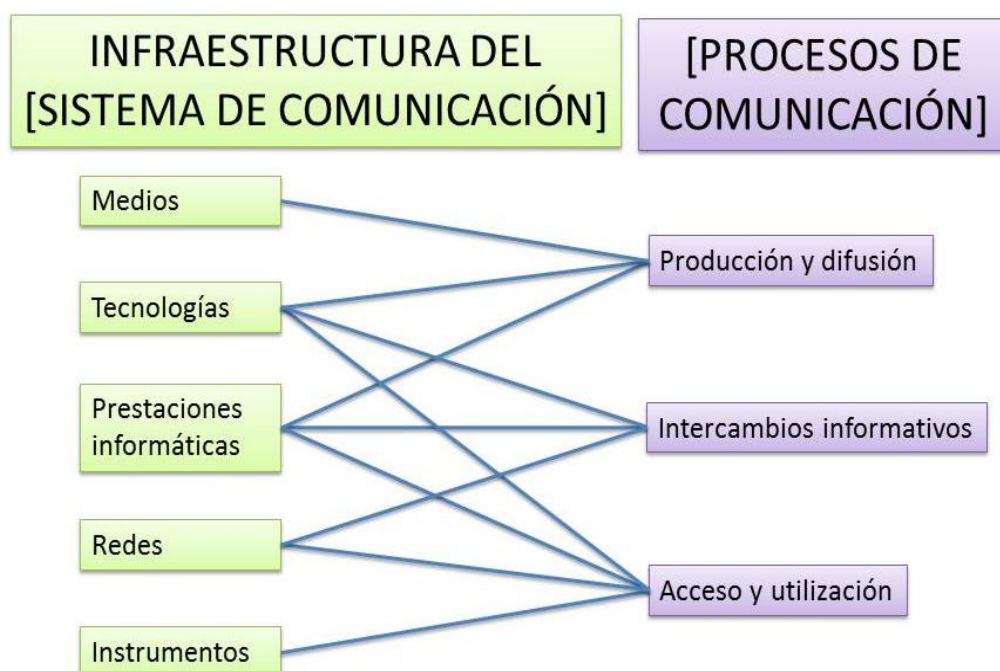 INFRAESTRUCTURA DEL
[SISTEMA DE COMUNICACIÓN]
[PROCESOS DE
COMUNICACIÓN]
Medios
Tecnologías
Prestaciones
informáticas
Redes
Instrumentos
Producción y difusión
Intercambios informativos
Acceso y utilización